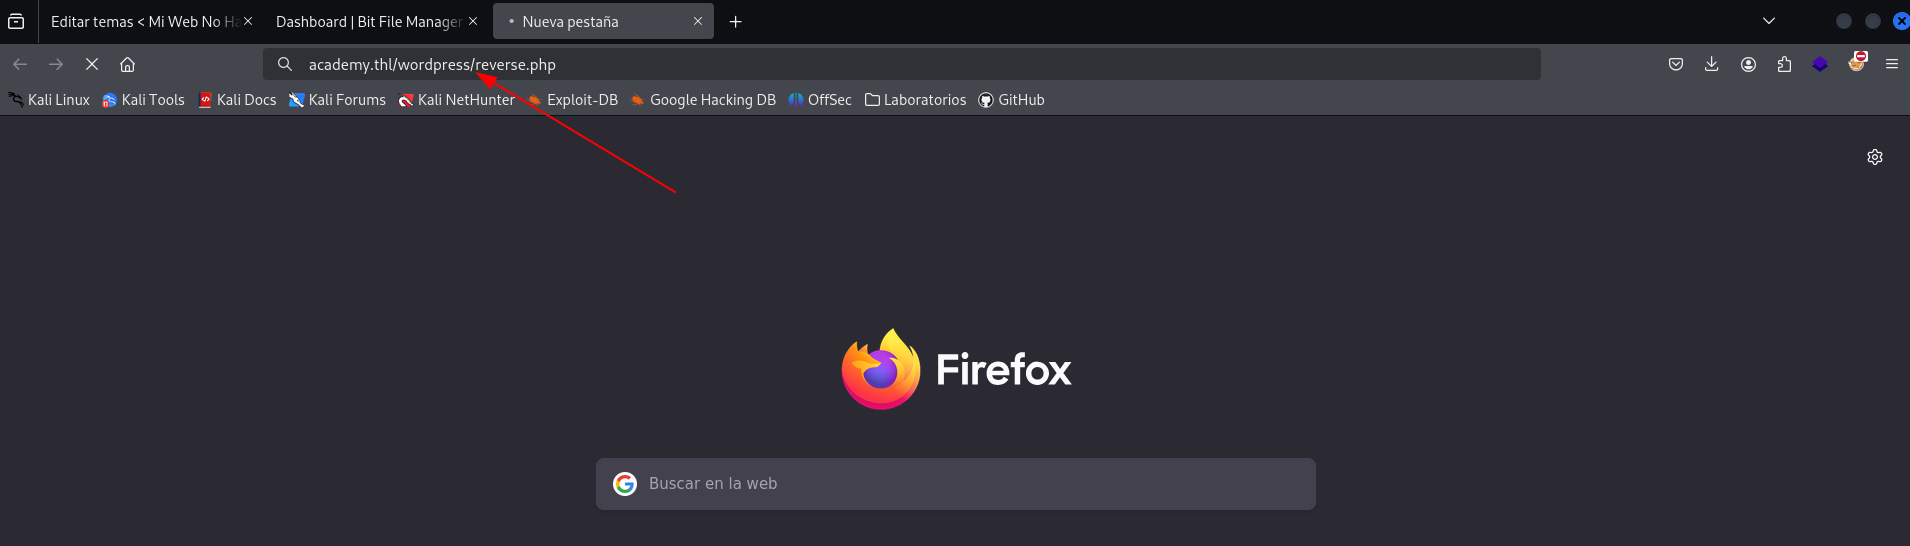 Editar temas < Mi Web No Ha
Dashboard | Bit File Manager
Nueva pestaña
academy.thl/wordpress/reverse.php
Kali Linux Kali Tools Kali Docs Kali Forums Kali NetHunter Exploit-DB Google Hacking DB OffSec Laboratorios GitHub
Firefox
Buscar en la web